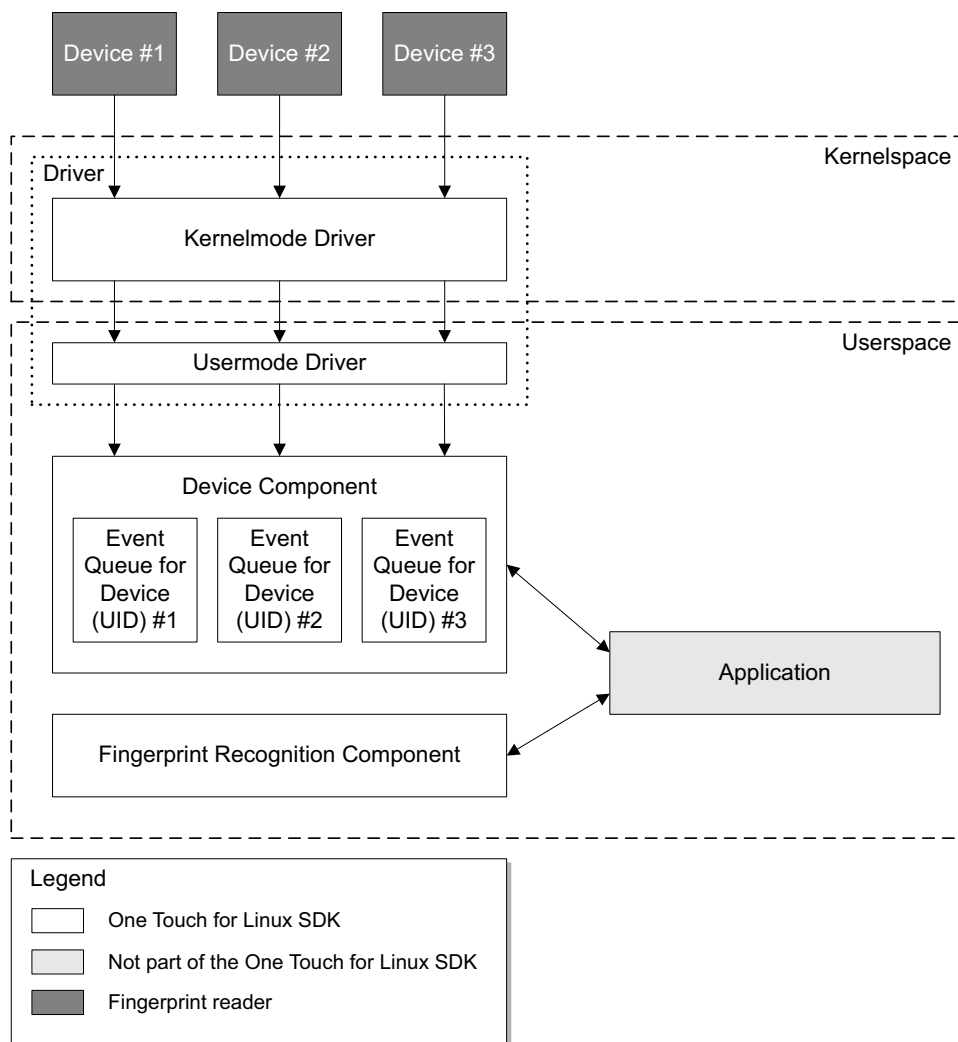 Device #1
Device #2
Device #3
Kernelspace
Driver
Kernelmode Driver
Userspace
Usermode Driver
Device Component
Event
Queue for
Device
(UID) #1
Event
Queue for
Device
(UID) #2
Event
Queue for
Device
(UID) #3
Application
Fingerprint Recognition Component
Legend
One Touch for Linux SDK
Not part of the One Touch for Linux SDK
Fingerprint reader